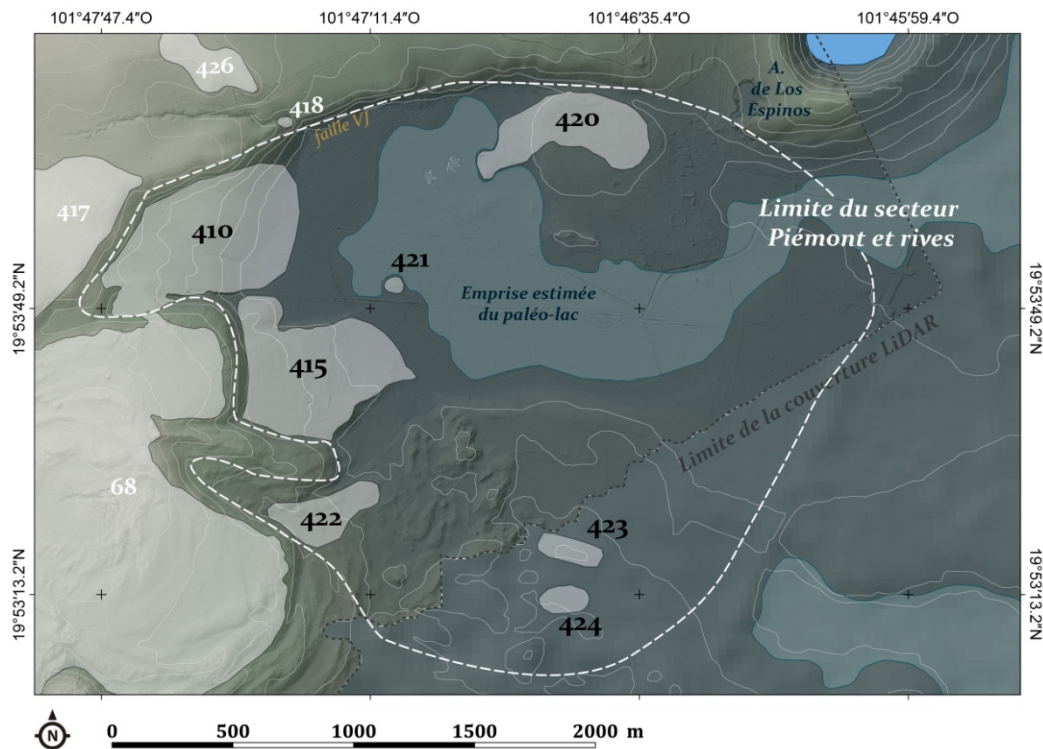 101°47'47.4"O 101°47'11.4"O 101°46'35.4"O 101°45'59.4"O
426
A.
de Los
Espinos
418
faille VJ
420
417
410
Limite du secteur
Piémont et rives
421
Emprise estimée
du paléo-lac
19°53'49.2"N
19°53'49.2"N
415
Limite de la couverture LiDAR
68
422
423
424
19°53'13.2"N
19°53'13.2"N
N
0 500 1000 1500 2000 m